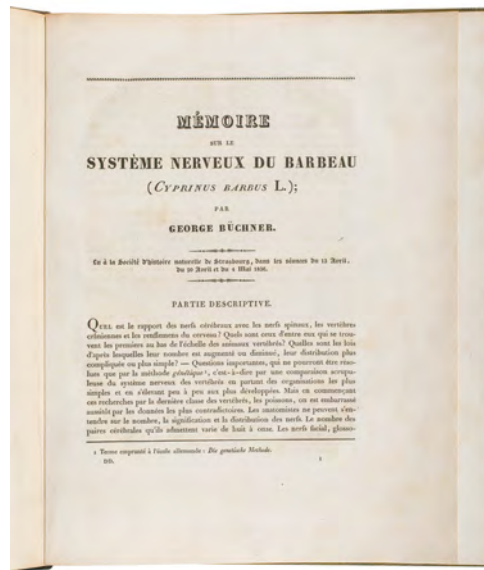 MÉMOIRE
SUR LE
SYSTÈME NERVEUX DU BARBEAU
(CYPRINUS BARBUS L.);
PAR
GEORGE BÜCHNER.
Lu à la Société d'histoire naturelle de Strasbourg, dans les séances du 13 Avril,
du 20 Avril et du 4 Mai 1836.
PARTIE DESCRIPTIVE.
QUEL est le rapport des nerfs cérébraux avec les nerfs spinaux, les vertèbres
crâniennes et les renflemens du cerveau? Quels sont ceux d'entre eux qui se trou-
vent les premiers au bas de l'échelle des animaux vertébrés? Quelles sont les lois
d'après lesquelles leur nombre est augmenté ou diminué, leur distribution plus
compliquée ou plus simple? — Questions importantes, qui ne pourront être réso-
lues que par la méthode génétique¹, c'est-à-dire par une comparaison scrupu-
leuse du système nerveux des vertébrés en partant des organisations les plus
simples et en s'élevant peu à peu aux plus développées. Mais en commençant
ces recherches par la dernière classe des vertébrés, les poissons, on est embarrassé
aussitôt par les données les plus contradictoires. Les anatomistes ne peuvent s'en-
tendre sur le nombre, la signification et la distribution des nerfs. Le nombre des
paires cérébrales qu'ils admettent varie de huit à onze. Les nerfs facial, glosso-
1 Terme emprunté à l'école allemande: Die genetische Methode.